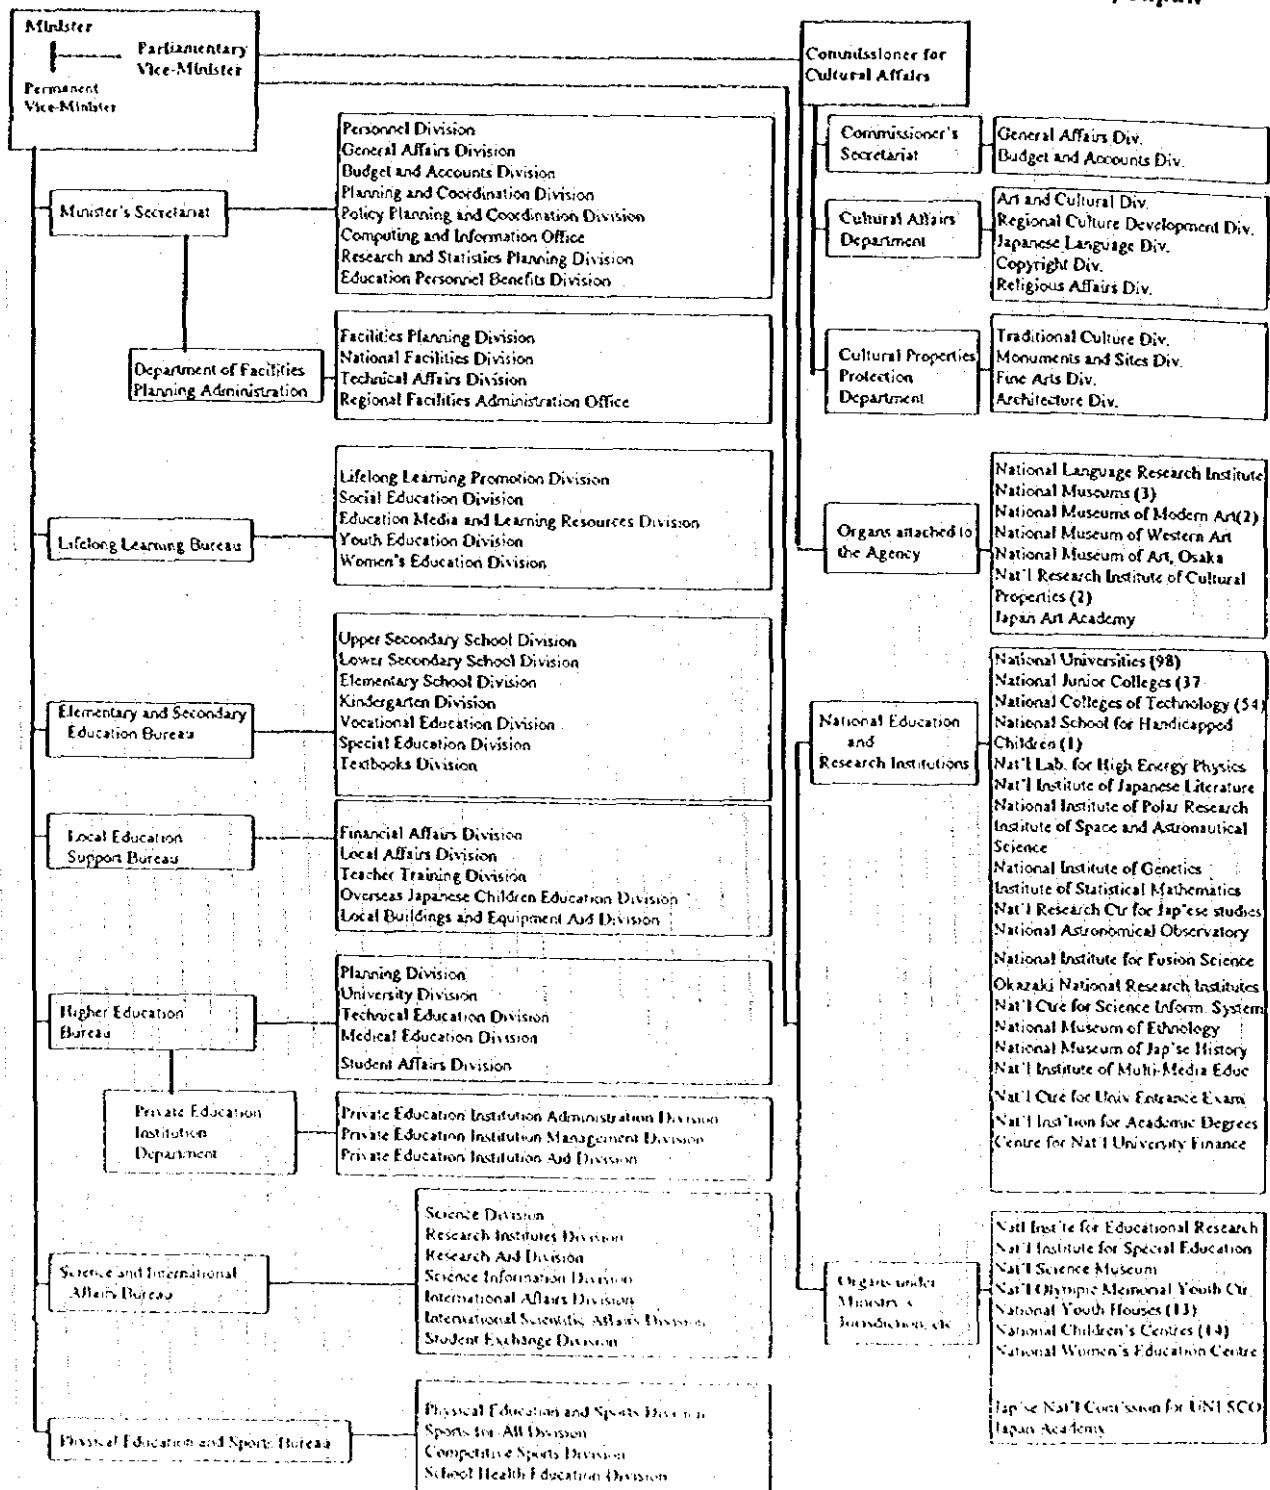 Japan
Minister
Parliamentary
Vice-Minister
Permanent
Vice-Minister
Minister's Secretariat
Personnel Division
General Affairs Division
Budget and Accounts Division
Planning and Coordination Division
Policy Planning and Coordination Division
Computing and Information Office
Research and Statistics Planning Division
Education Personnel Benefits Division
Department of Facilities
Planning Administration
Facilities Planning Division
National Facilities Division
Technical Affairs Division
Regional Facilities Administration Office
Lifelong Learning Bureau
Lifelong Learning Promotion Division
Social Education Division
Education Media and Learning Resources Division
Youth Education Division
Women's Education Division
Elementary and Secondary
Education Bureau
Upper Secondary School Division
Lower Secondary School Division
Elementary School Division
Kindergarten Division
Vocational Education Division
Special Education Division
Textbooks Division
Local Education
Support Bureau
Financial Affairs Division
Local Affairs Division
Teacher Training Division
Overseas Japanese Children Education Division
Local Buildings and Equipment Aid Division
Higher Education
Bureau
Planning Division
University Division
Technical Education Division
Medical Education Division
Student Affairs Division
Private Education
Institution
Department
Private Education Institution Administration Division
Private Education Institution Management Division
Private Education Institution Aid Division
Science and International
Affairs Bureau
Science Division
Research Institutes Division
Research Aid Division
Science Information Division
International Affairs Division
International Scientific Affairs Division
Student Exchange Division
Physical Education and Sports Bureau
Physical Education and Sports Division
Sports for All Division
Competitive Sports Division
School Health Education Division
Commissioner for
Cultural Affairs
Commissioner's
Secretariat
General Affairs Div.
Budget and Accounts Div.
Cultural Affairs
Department
Art and Cultural Div.
Regional Culture Development Div.
Japanese Language Div.
Copyright Div.
Religious Affairs Div.
Cultural Properties
Protection
Department
Traditional Culture Div.
Monuments and Sites Div.
Fine Arts Div.
Architecture Div.
Organs attached to
the Agency
National Language Research Institute
National Museums (3)
National Museums of Modern Art(2)
National Museum of Western Art
National Museum of Art, Osaka
Nat'l Research Institute of Cultural
Properties (2)
Japan Art Academy
National Education
and
Research Institutions
National Universities (98)
National Junior Colleges (37
National Colleges of Technology (54)
National School for Handicapped
Children (1)
Nat'l Lab. for High Energy Physics
Nat'l Institute of Japanese Literature
National Institute of Polar Research
Institute of Space and Astronautical
Science
National Institute of Genetics
Institute of Statistical Mathematics
Nat'l Research Ctr for Jap'ese studies
National Astronomical Observatory
National Institute for Fusion Science
Okazaki National Research Institutes
Nat'l Ctre for Science Inform. System
National Museum of Ethnology
National Museum of Jap'se History
Nat'l Institute of Multi-Media Educ
Nat'l Ctre for Univ Entrance Exam
Nat'l Inst'tion for Academic Degrees
Centre for Nat'l University Finance
Organs under
Ministry's
Jurisdiction, etc
Natl Inst'te for Educational Research
Nat'l Institute for Special Education
Nat'l Science Museum
Nat'l Olympic Memorial Youth Ctr.
National Youth Houses (13)
National Children's Centres (14)
National Women's Education Centre
Jap'se Nat'l Com'ssion for UNESCO
Japan Academy